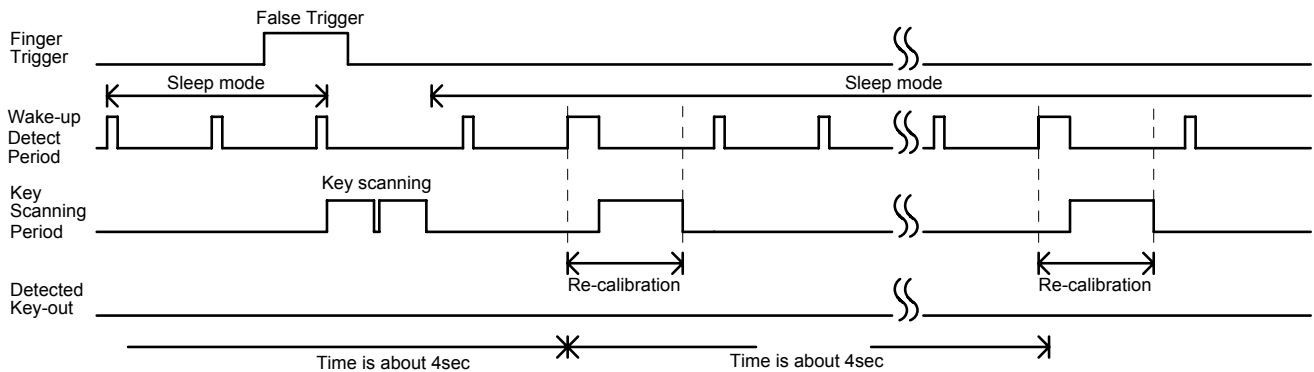 False Trigger
Finger
Trigger
Sleep mode
Sleep mode
Wake-up
Detect
Period
Key scanning
Key
Scanning
Period
Re-calibration
Re-calibration
Detected
Key-out
Time is about 4sec
Time is about 4sec